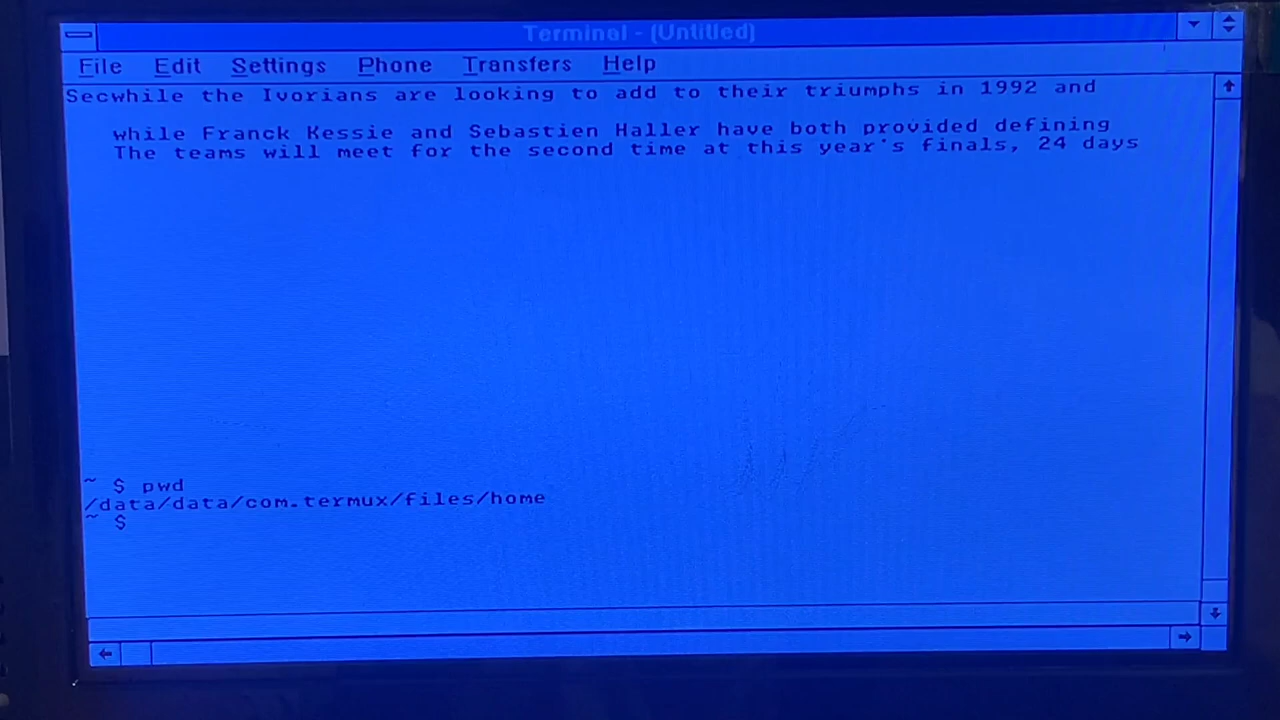 Terminal - (Untitled)
File Edit Settings Phone Transfers Help
Secwhile the Ivorians are looking to add to their triumphs in 1992 and
while Franck Kessie and Sebastien Haller have both provided defining
The teams will meet for the second time at this year's finals, 24 days
~ $ pwd
/data/data/com.termux/files/home
~ $